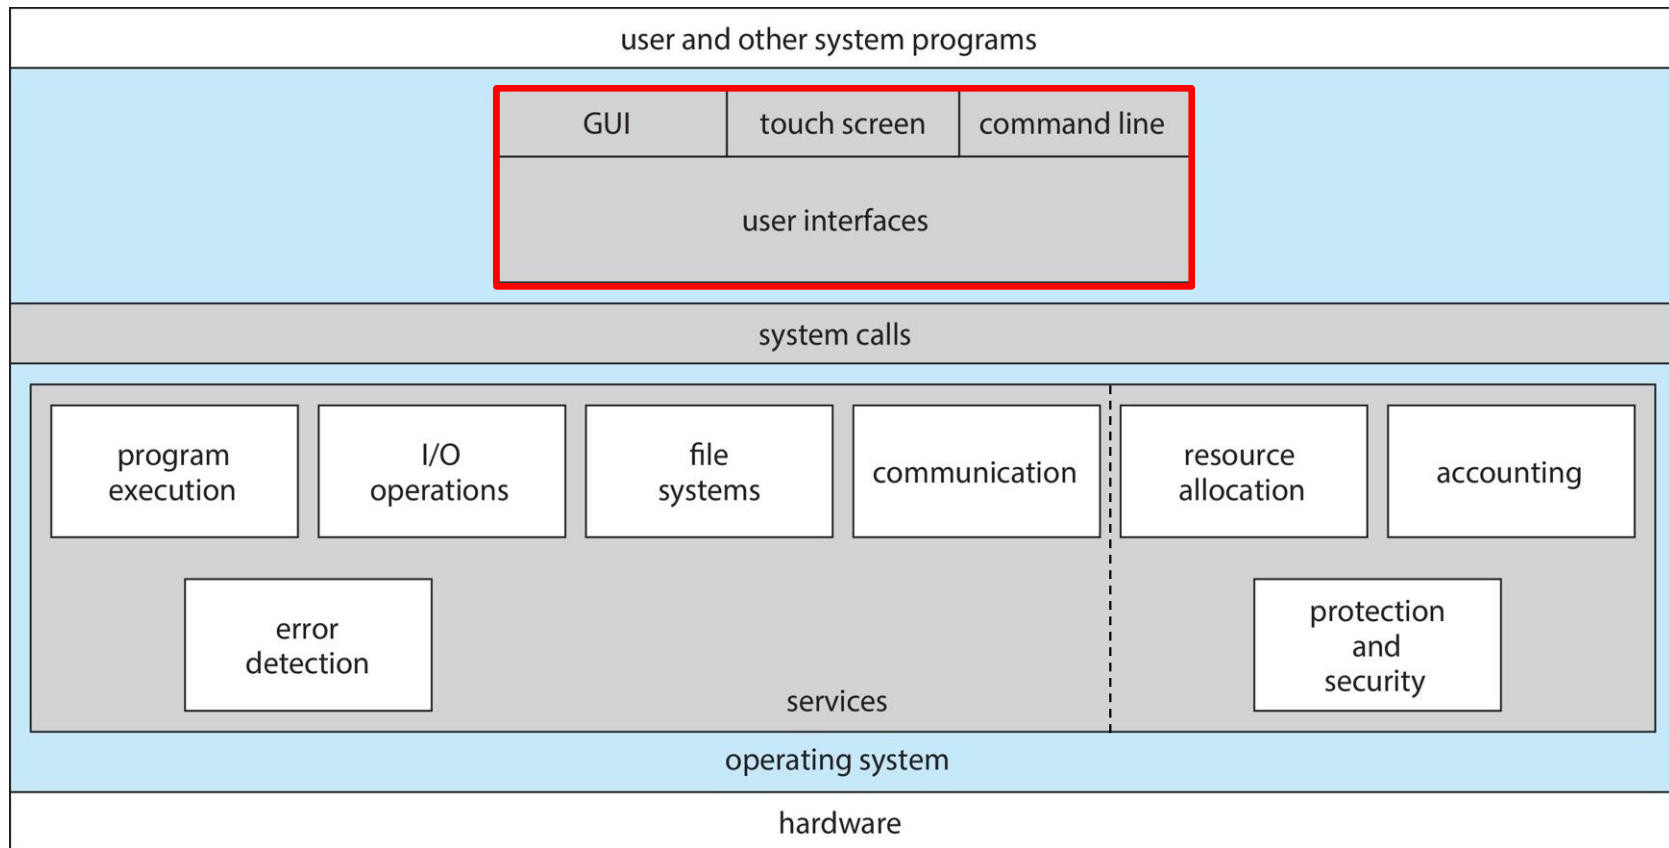 user and other system programs
GUI
touch screen
command line
user interfaces
system calls
program
execution
I/O
operations
file
systems
communication
resource
allocation
accounting
error
detection
protection
and
security
services
operating system
hardware